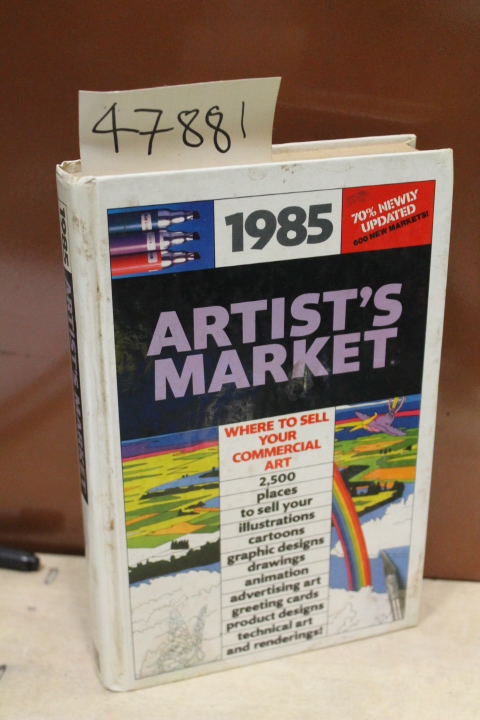 47881
1985
70% NEWLY
UPDATED
600 NEW MARKETS!
ARTIST'S
MARKET
WHERE TO SELL
YOUR
COMMERCIAL
ART
2,500
places
to sell your
illustrations
cartoons
graphic designs
drawings
animation
advertising art
greeting cards
product designs
technical art
and renderings!
1985 ARTIST'S MARKET